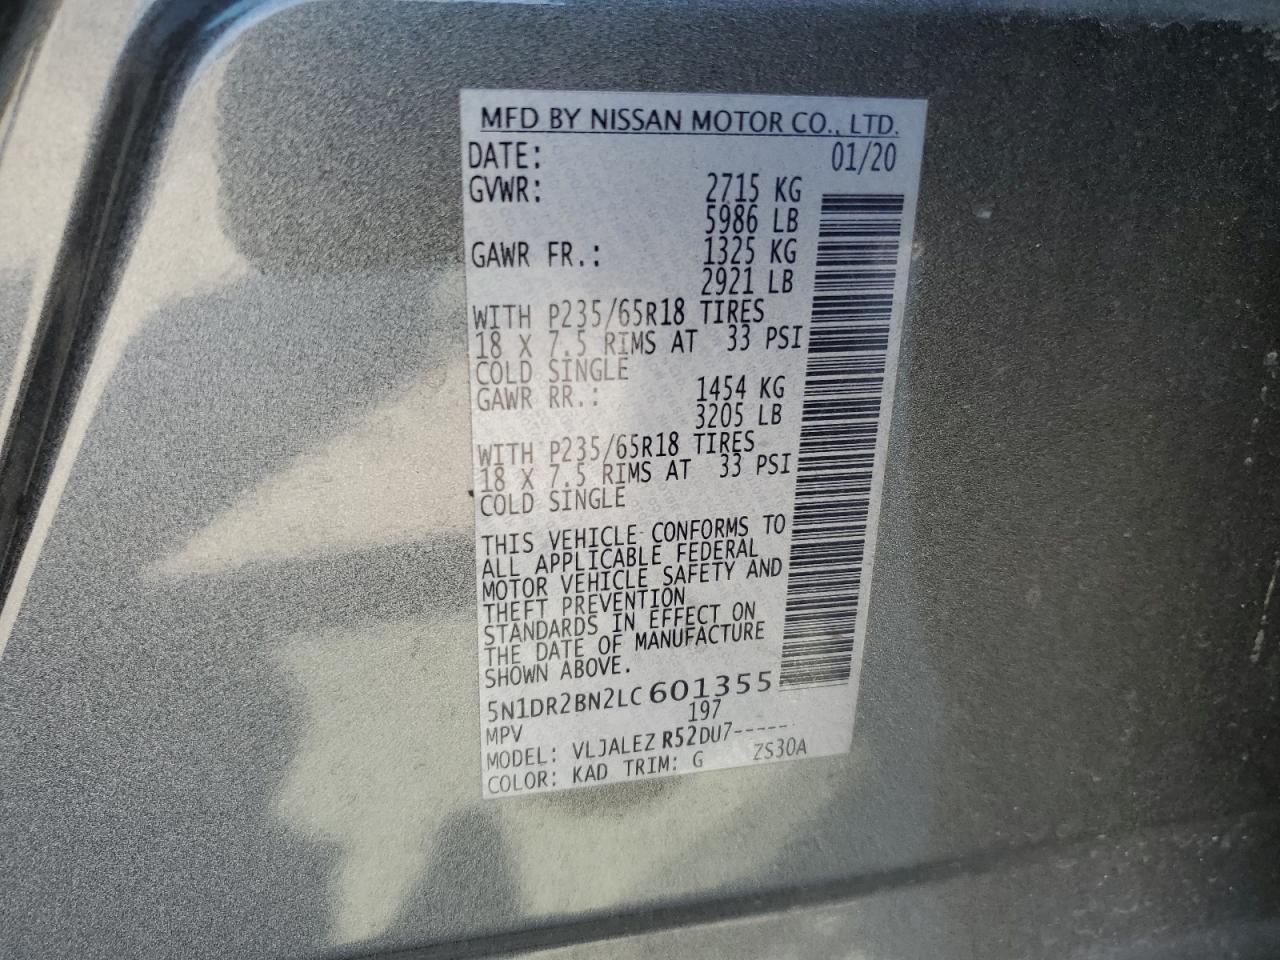 MFD BY NISSAN MOTOR CO., LTD.
DATE: 01/20
GVWR: 2715 KG
5986 LB
GAWR FR.: 1325 KG
2921 LB
WITH P235/65R18 TIRES
18 X 7.5 RIMS AT 33 PSI
COLD SINGLE
GAWR RR.: 1454 KG
3205 LB
WITH P235/65R18 TIRES
18 X 7.5 RIMS AT 33 PSI
COLD SINGLE
THIS VEHICLE CONFORMS TO
ALL APPLICABLE FEDERAL
MOTOR VEHICLE SAFETY AND
THEFT PREVENTION
STANDARDS IN EFFECT ON
THE DATE OF MANUFACTURE
SHOWN ABOVE.
5N1DR2BN2LC601355
MPV 197
MODEL: VLJALEZ R52DU7------
COLOR: KAD TRIM: G ZS30A